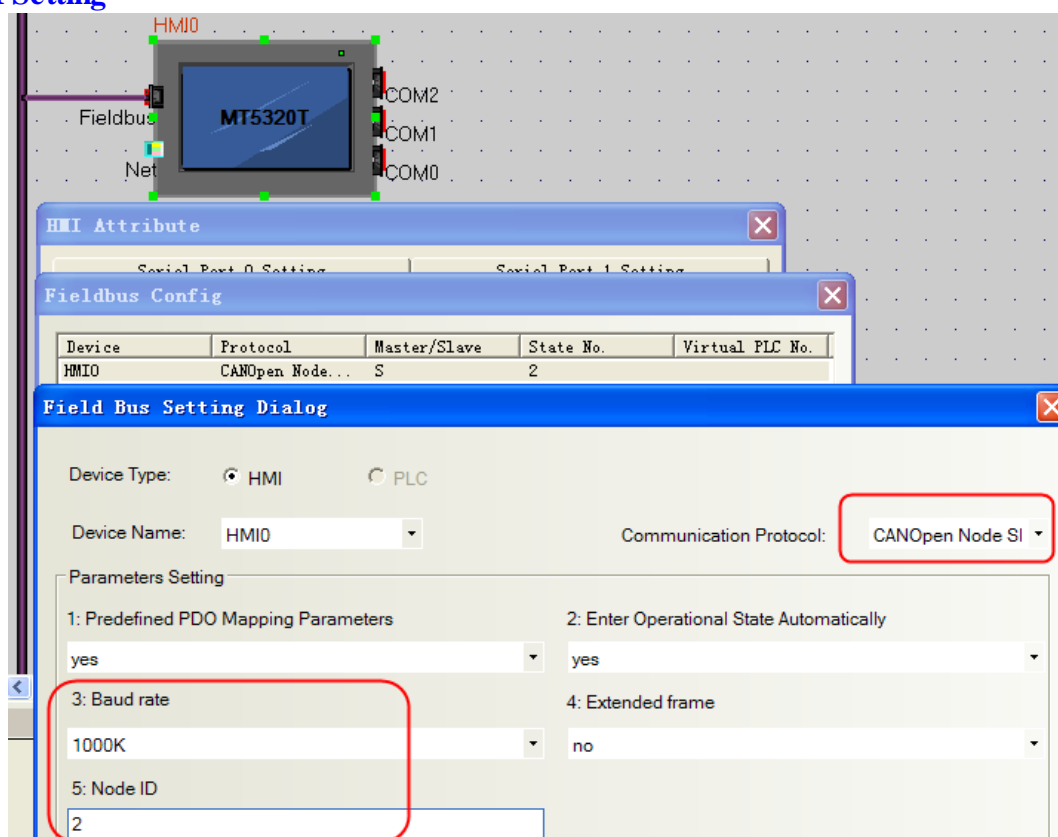 Setting
HMI0
COM2
Fieldbus
MT5320T
COM1
Net
COM0
HMI Attribute
Serial Port 0 Setting Serial Port 1 Setting
Fieldbus Config
Device Protocol Master/Slave State No. Virtual PLC No.
HMI0 CANOpen Node... S 2
Field Bus Setting Dialog
Device Type: HMI PLC
Device Name: HMI0 Communication Protocol: CANOpen Node Sl
Parameters Setting
1: Predefined PDO Mapping Parameters 2: Enter Operational State Automatically
yes yes
3: Baud rate 4: Extended frame
1000K no
5: Node ID
2